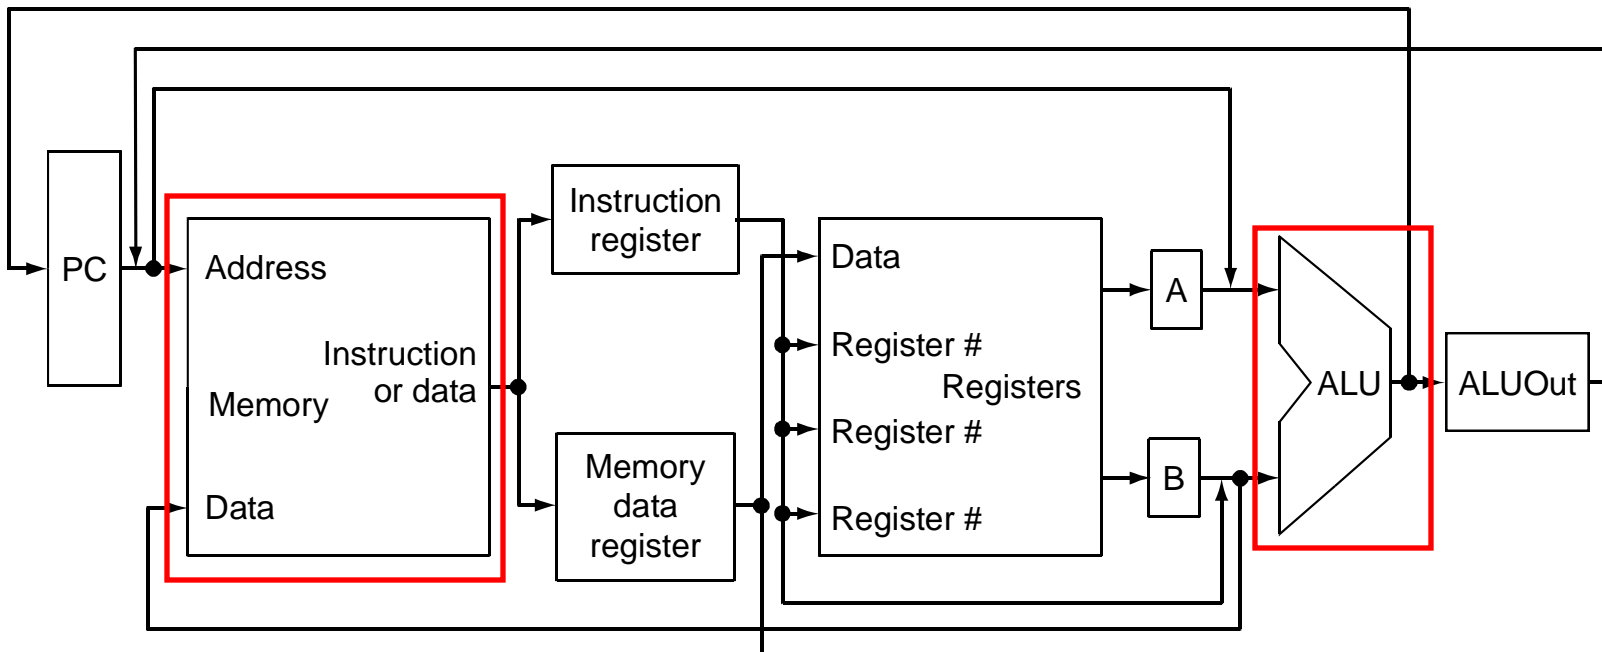 PC
Address
Instruction
or data
Memory
Data
Instruction
register
Memory
data
register
Data
Register #
Registers
Register #
Register #
A
B
ALU
ALUOut